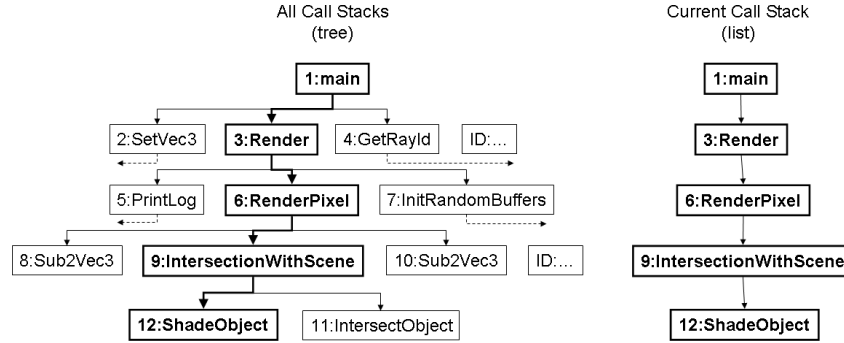 All Call Stacks
(tree)
Current Call Stack
(list)
1:main
1:main
2:SetVec3
3:Render
4:GetRayId
ID:...
3:Render
5:PrintLog
6:RenderPixel
7:InitRandomBuffers
6:RenderPixel
8:Sub2Vec3
9:IntersectionWithScene
10:Sub2Vec3
ID:...
9:IntersectionWithScene
12:ShadeObject
11:IntersectObject
12:ShadeObject